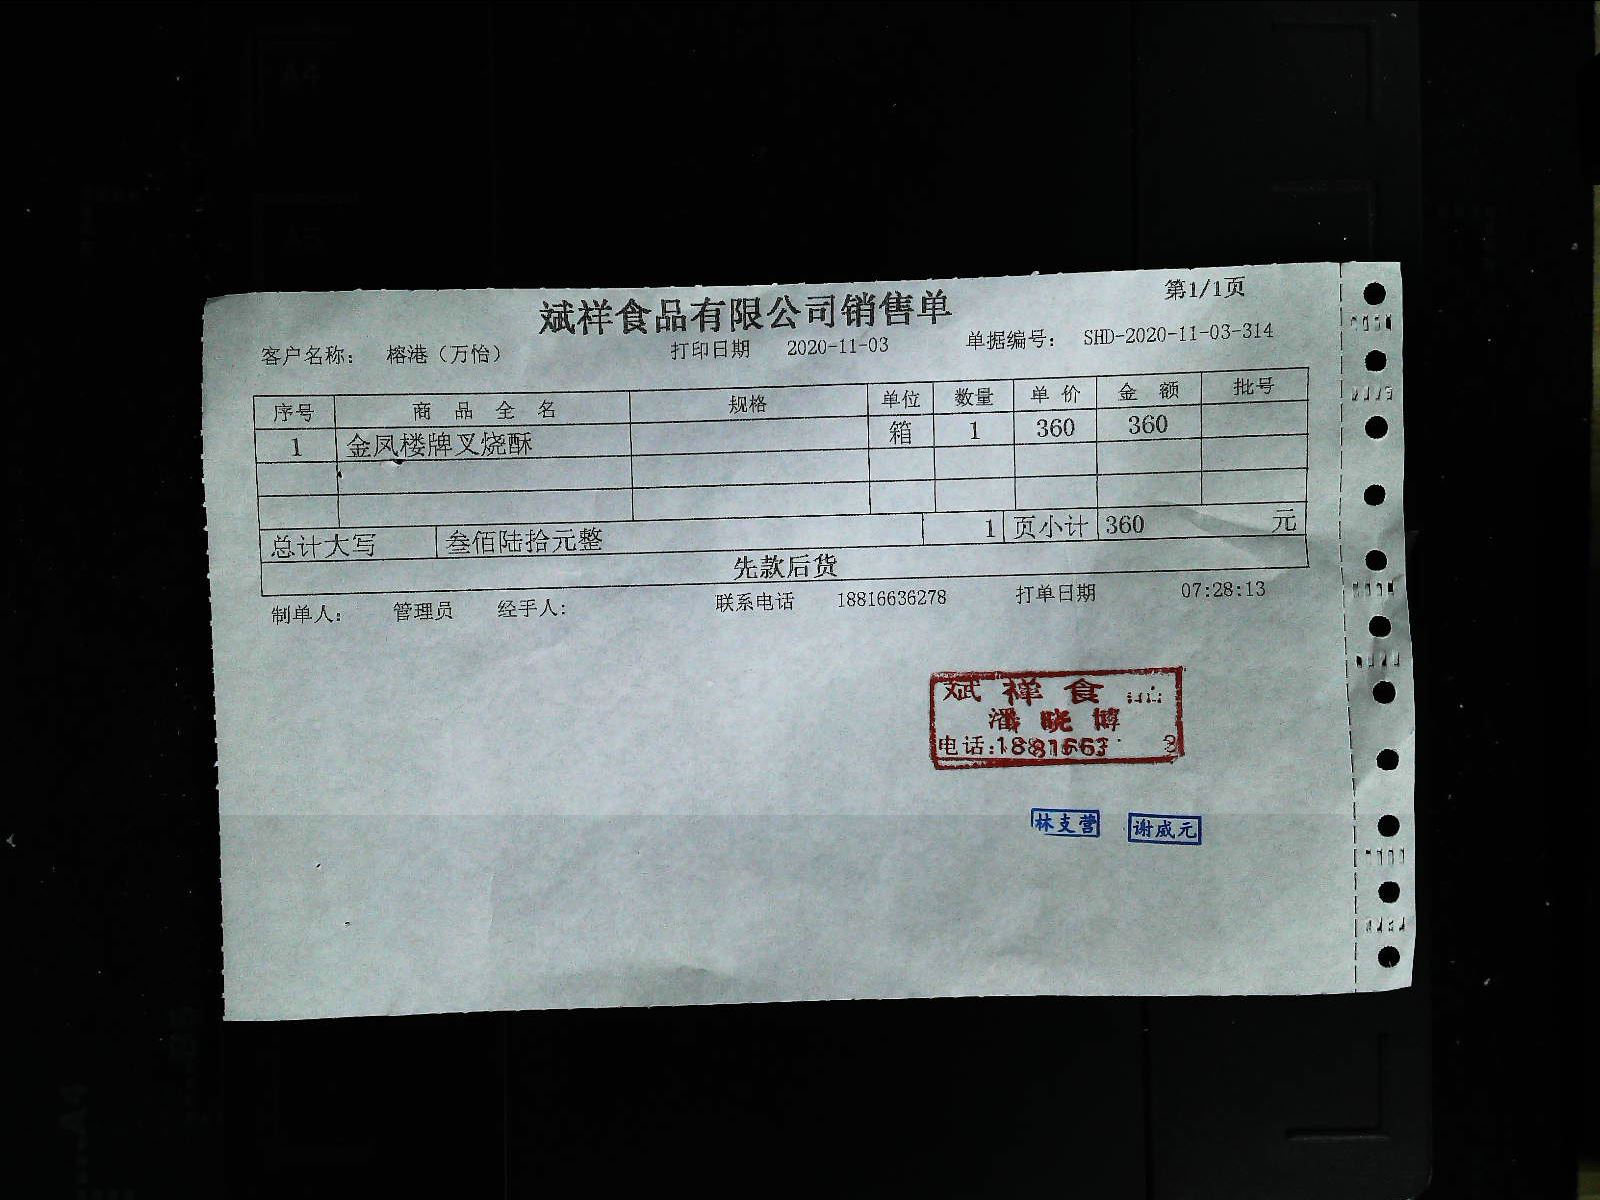 第1/1页
斌祥食品有限公司销售单
客户名称： 榕港（万怡） 打印日期 2020-11-03 单据编号： SHD-2020-11-03-314
序号 商 品 全 名 规格 单位 数量 单 价 金 额 批号
1 金凤楼牌叉烧酥 箱 1 360 360
总计大写 叁佰陆拾元整 1 页小计 360 元
先款后货
制单人： 管理员 经手人： 联系电话 18816636278 打单日期 07:28:13
斌祥食
潘晓博
电话:1881663
林支营 谢威元